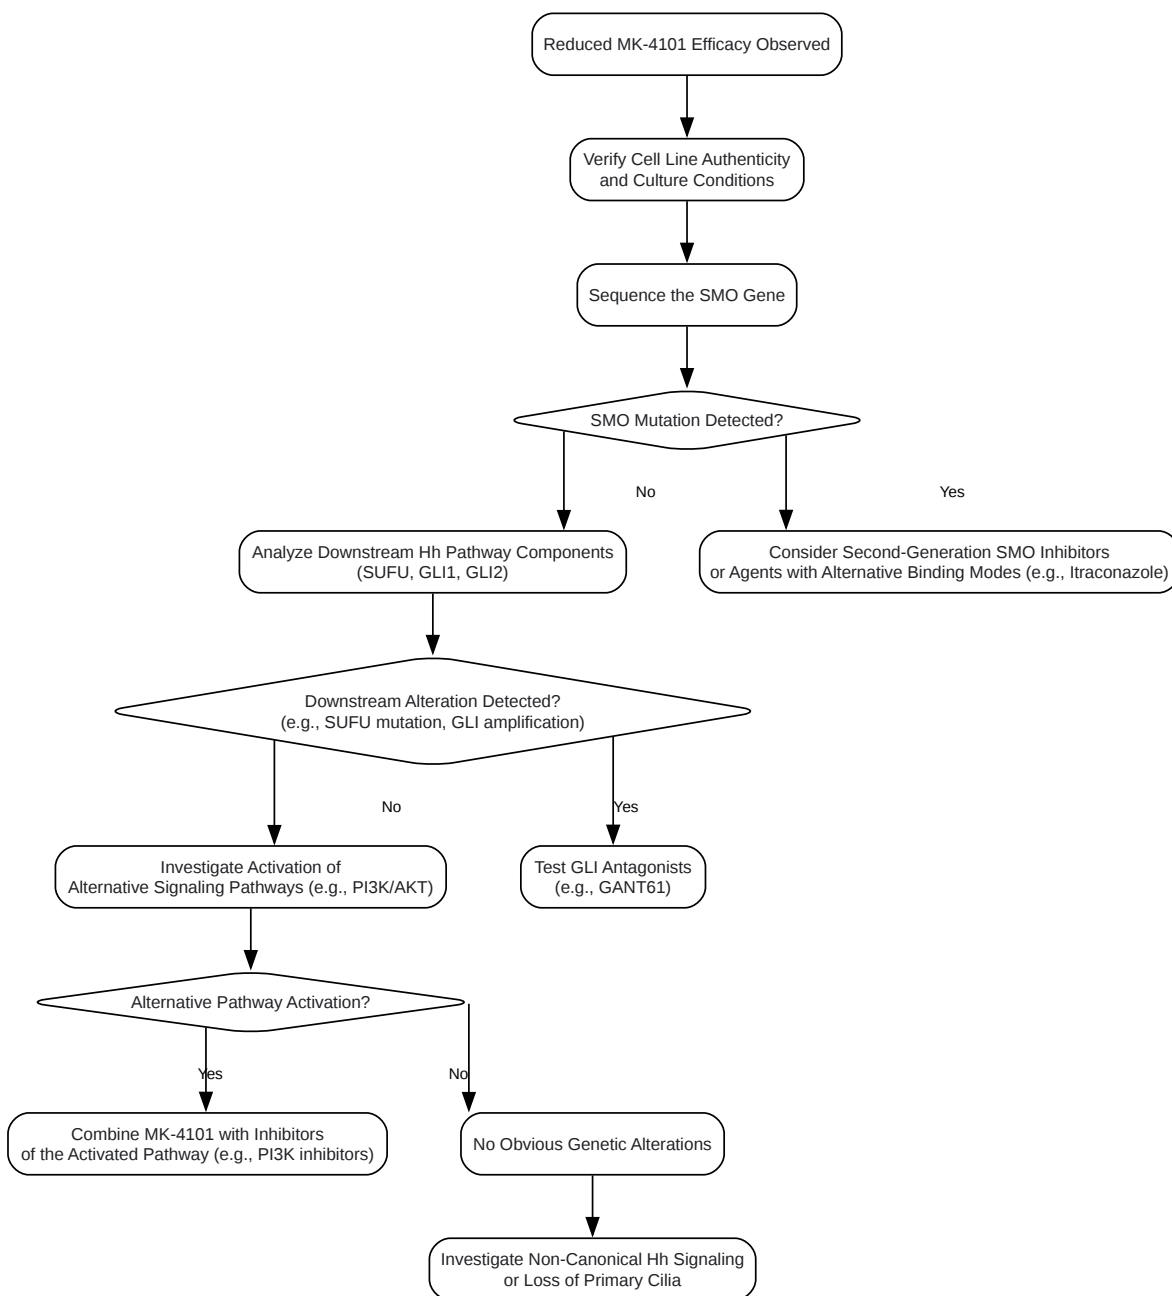 Reduced MK-4101 Efficacy Observed
Verify Cell Line Authenticity
and Culture Conditions
Sequence the SMO Gene
SMO Mutation Detected?
No
Yes
Analyze Downstream Hh Pathway Components
(SUFU, GLI1, GLI2)
Consider Second-Generation SMO Inhibitors
or Agents with Alternative Binding Modes (e.g., Itraconazole)
Downstream Alteration Detected?
(e.g., SUFU mutation, GLI amplification)
No
Yes
Investigate Activation of
Alternative Signaling Pathways (e.g., PI3K/AKT)
Test GLI Antagonists
(e.g., GANT61)
Alternative Pathway Activation?
Yes
No
Combine MK-4101 with Inhibitors
of the Activated Pathway (e.g., PI3K inhibitors)
No Obvious Genetic Alterations
Investigate Non-Canonical Hh Signaling
or Loss of Primary Cilia